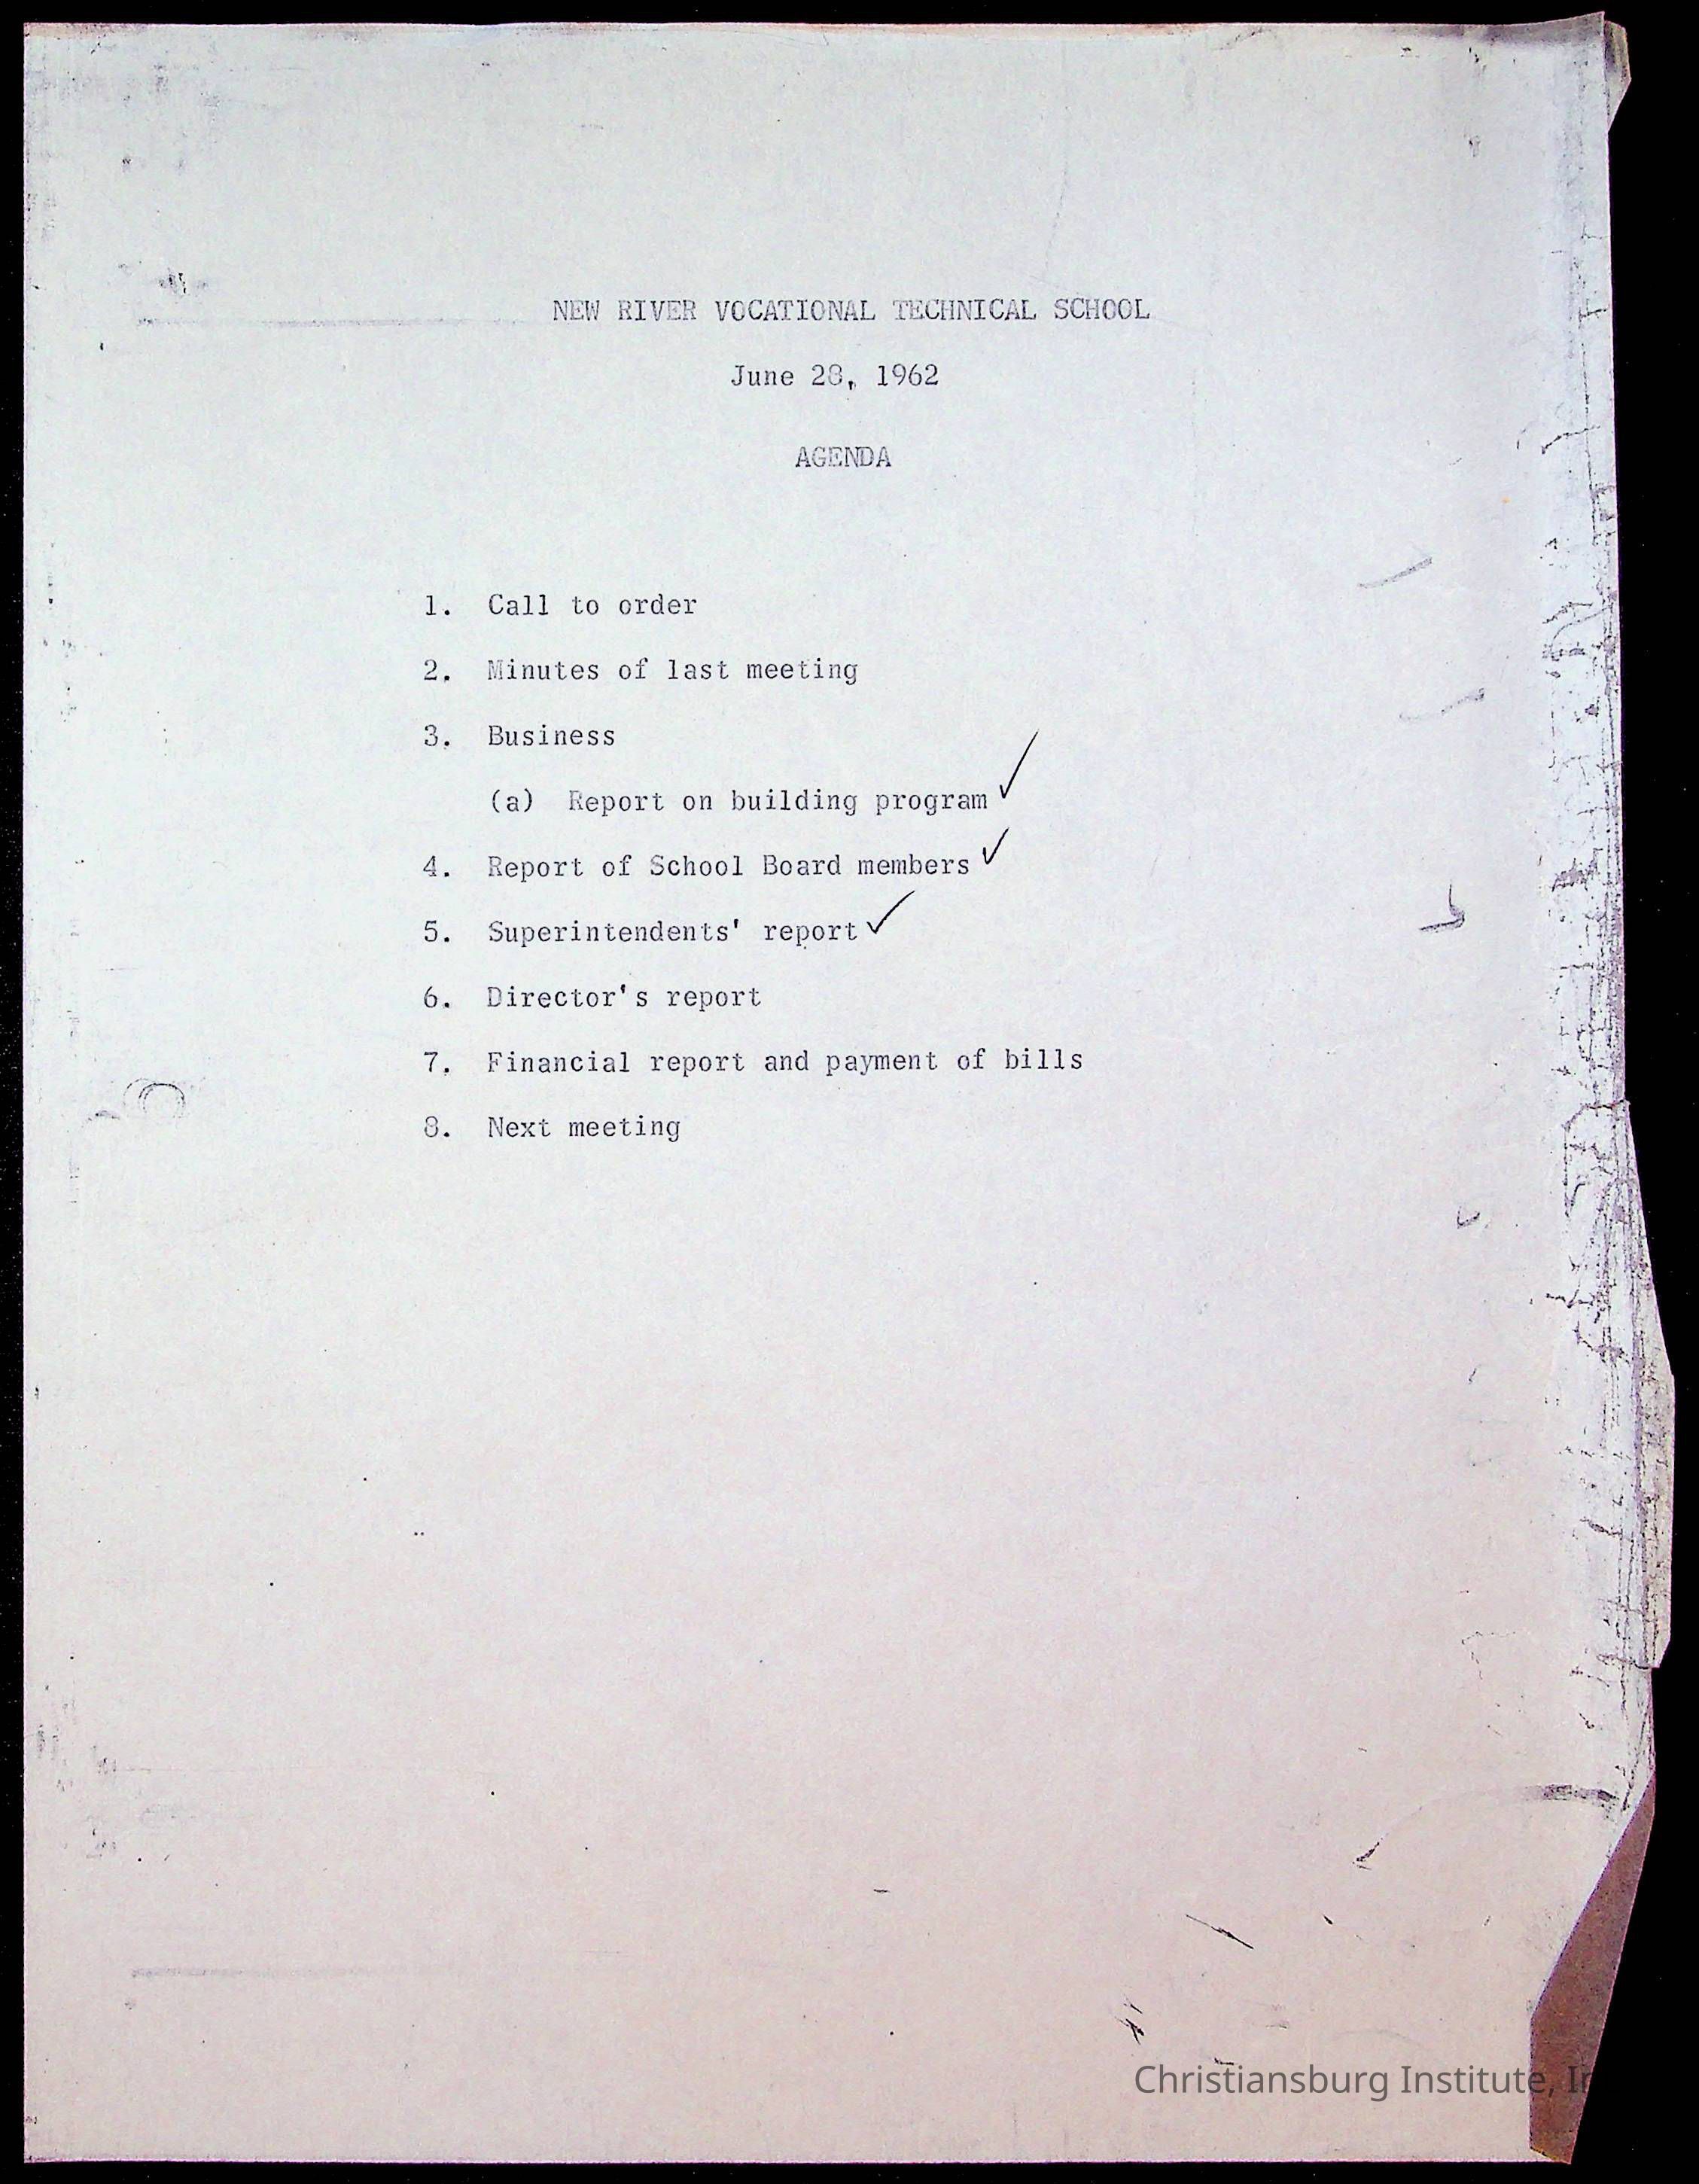 NEW RIVER VOCATIONAL TECHNICAL SCHOOL
June 28, 1962
AGENDA
1. Call to order
2. Minutes of last meeting
3. Business
(a) Report on building program ✓
4. Report of School Board members ✓
5. Superintendents' report ✓
6. Director's report
7. Financial report and payment of bills
8. Next meeting
Christiansburg Institute,